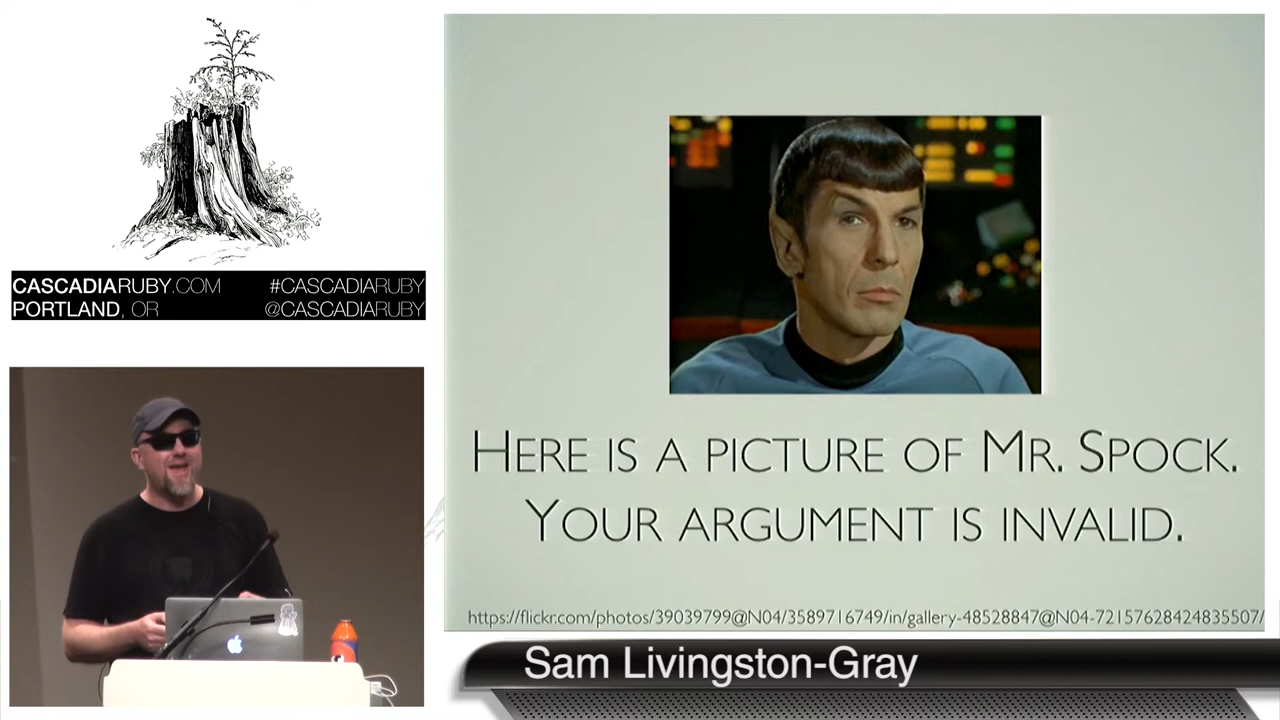 CASCADIARUBY.COM #CASCADIARUBY
PORTLAND, OR @CASCADIARUBY
HERE IS A PICTURE OF MR. SPOCK.
YOUR ARGUMENT IS INVALID.
https://flickr.com/photos/39039799@N04/3589716749/in/gallery-48528847@N04-72157628424835507/
Sam Livingston-Gray